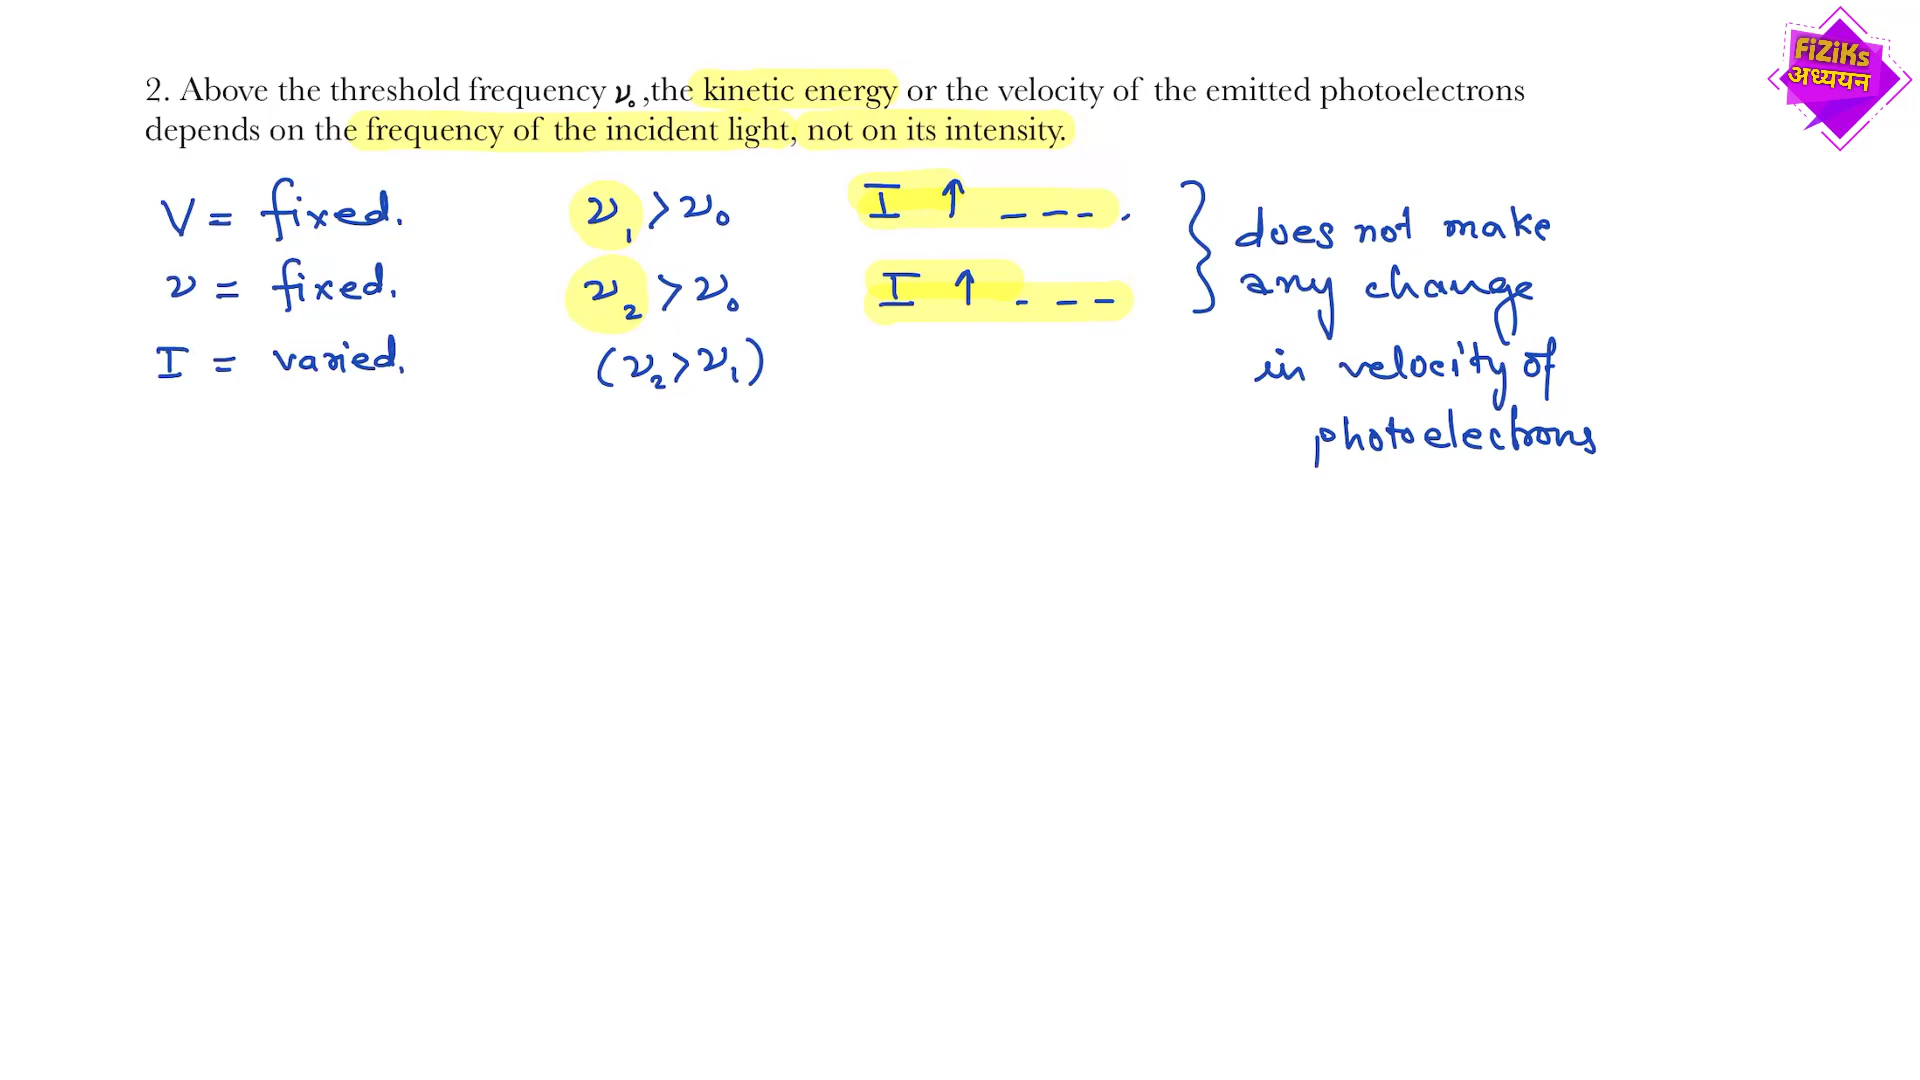 FiZiKs
अध्ययन
2. Above the threshold frequency ν₀ ,the kinetic energy or the velocity of the emitted photoelectrons
depends on the frequency of the incident light, not on its intensity.
V = fixed. ν₁ > ν₀ I ↑ _ _ _ .
ν = fixed. ν₂ > ν₀ I ↑ _ _ _
I = varied. (ν₂ > ν₁)
} does not make
any change
in velocity of
photoelectrons